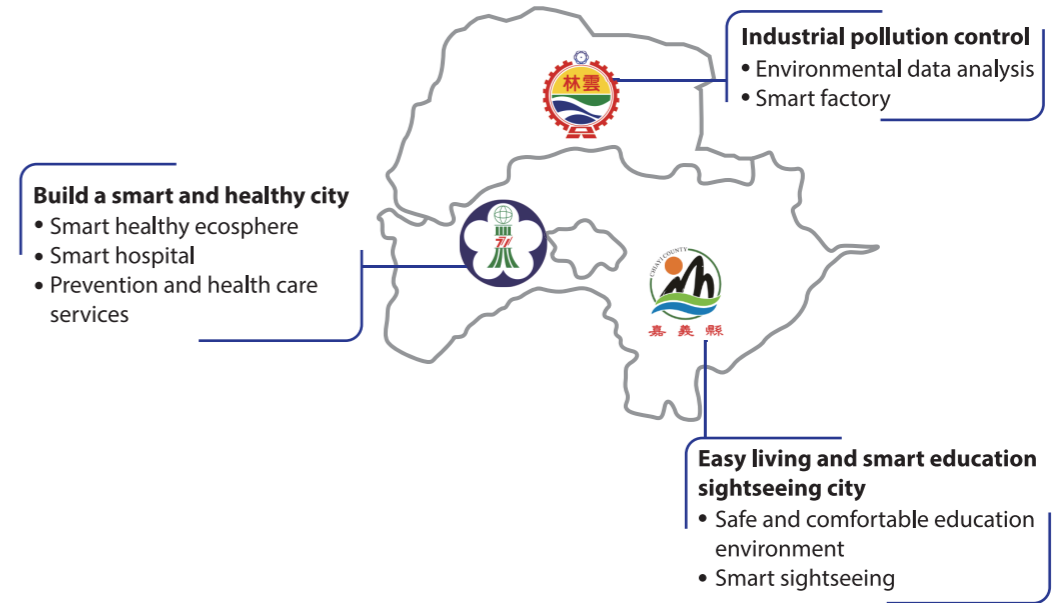 Industrial pollution control
• Environmental data analysis
• Smart factory
林雲
Build a smart and healthy city
• Smart healthy ecosphere
• Smart hospital
• Prevention and health care
services
CHIAYI COUNTY
嘉義縣
Easy living and smart education
sightseeing city
• Safe and comfortable education
environment
• Smart sightseeing